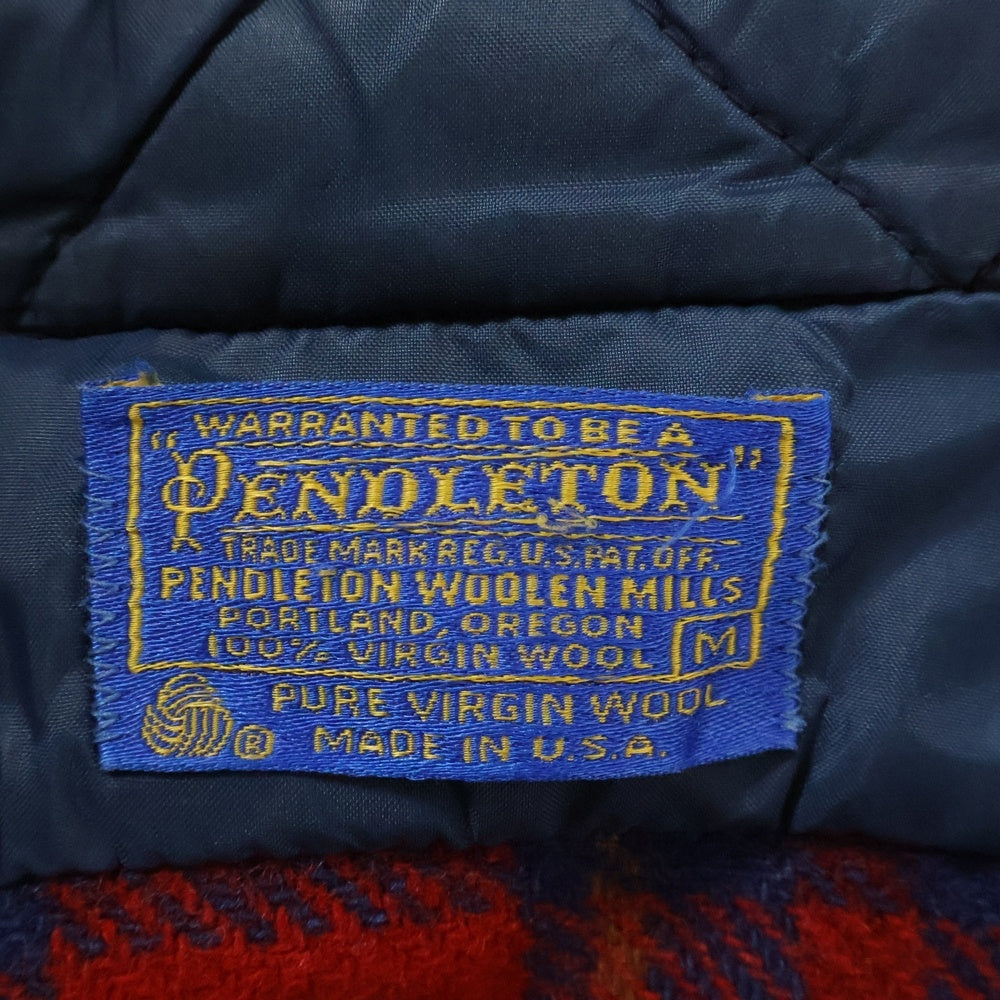 WARRANTED TO BE A
"PENDLETON"
TRADE MARK REG. U.S. PAT. OFF.
PENDLETON WOOLEN MILLS
PORTLAND, OREGON
100% VIRGIN WOOL M
PURE VIRGIN WOOL
® MADE IN U.S.A.